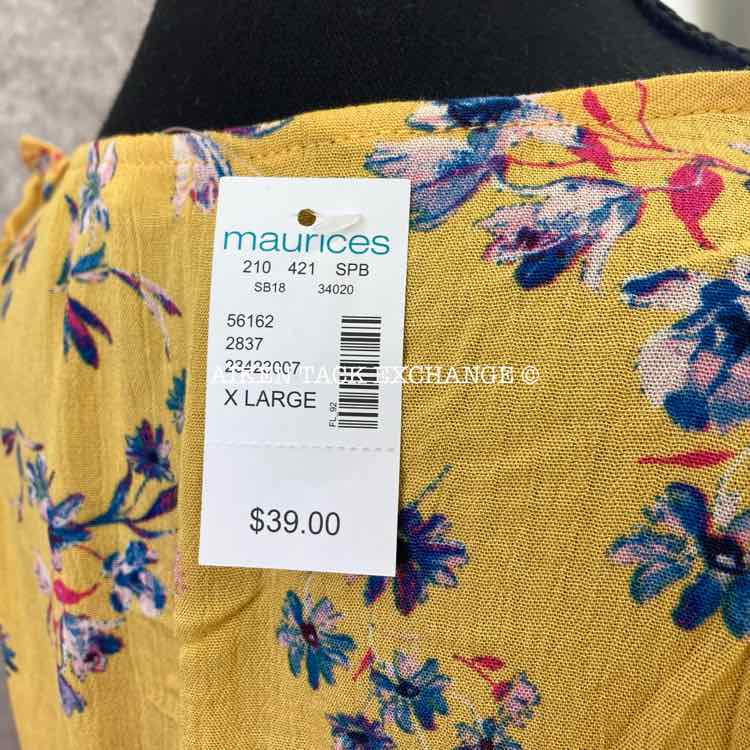 maurices
210 421 SPB
SB18 34020
56162
2837
23423007
AIKEN TACK EXCHANGE ©
X LARGE
FL 92
$39.00